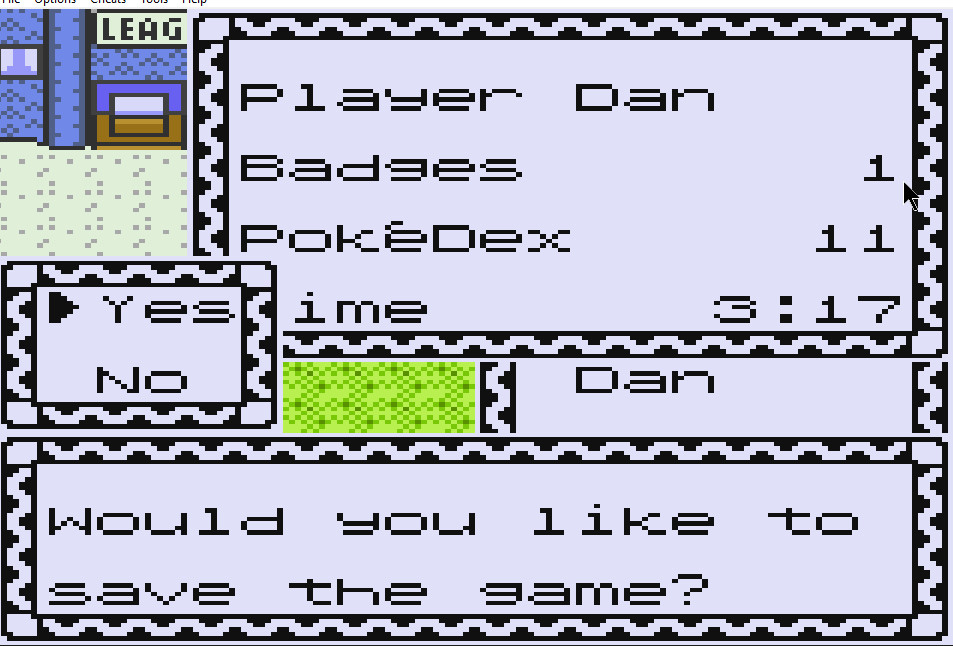 File Options Cheats Tools Help
LEAG
Player Dan
Badges 1
PokéDex 11
ime 3:17
Yes
No
Dan
Would you like to
save the game?